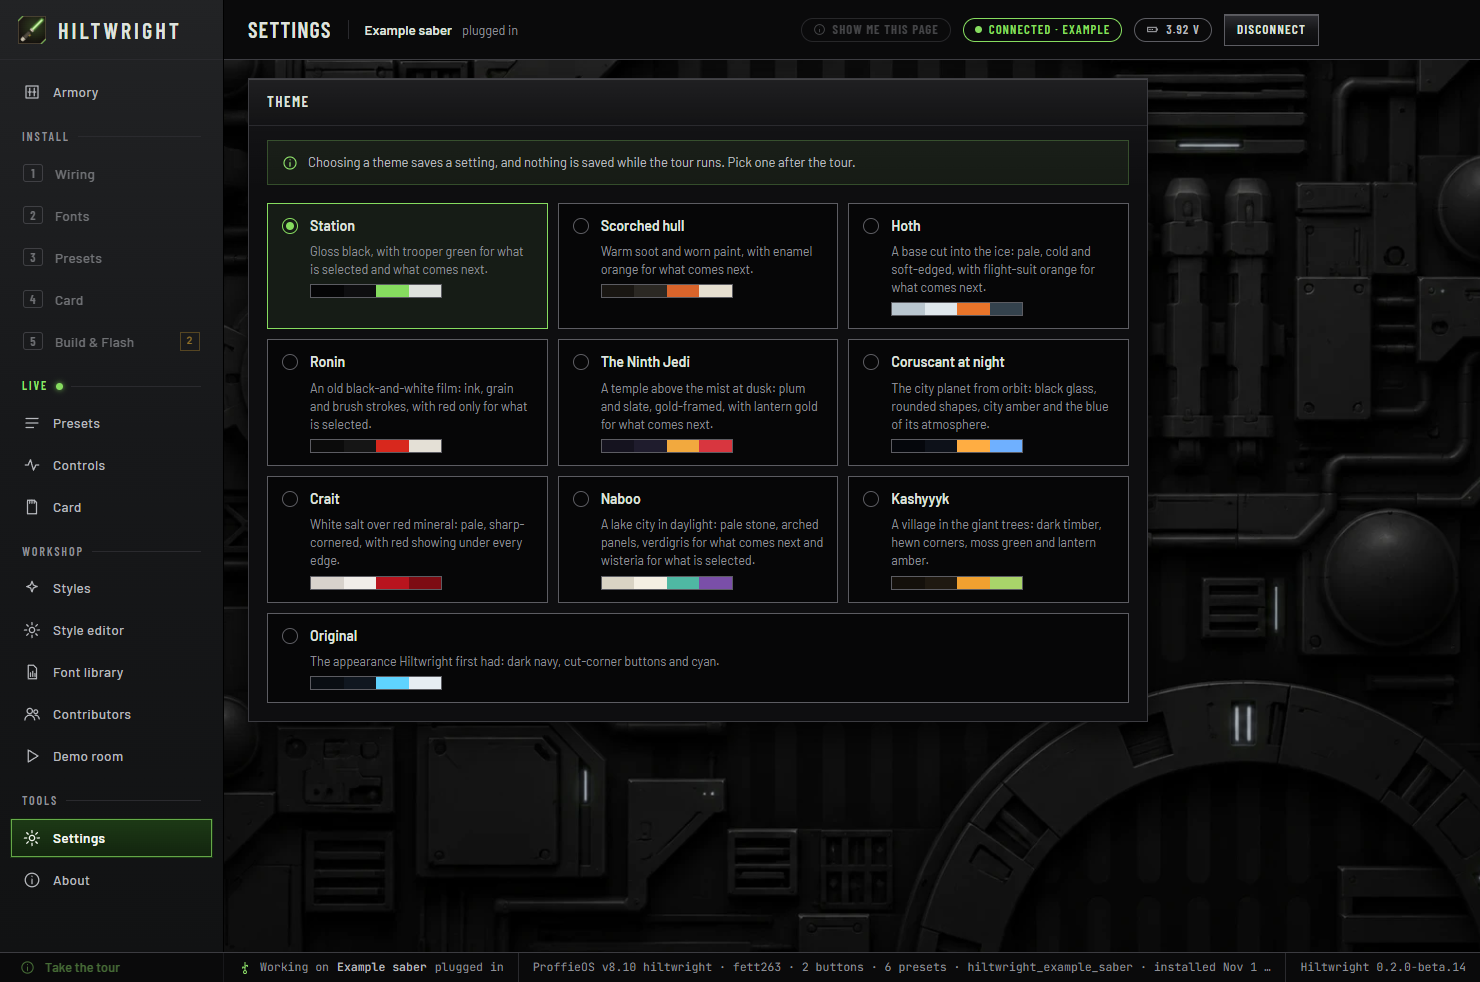 HILTWRIGHT
SETTINGS
Example saber plugged in
SHOW ME THIS PAGE
CONNECTED · EXAMPLE
3.92 V
DISCONNECT
Armory
INSTALL
1 Wiring
2 Fonts
3 Presets
4 Card
5 Build & Flash 2
LIVE
Presets
Controls
Card
WORKSHOP
Styles
Style editor
Font library
Contributors
Demo room
TOOLS
Settings
About
Take the tour
THEME
Choosing a theme saves a setting, and nothing is saved while the tour runs. Pick one after the tour.
Station
Gloss black, with trooper green for what
is selected and what comes next.
Scorched hull
Warm soot and worn paint, with enamel
orange for what comes next.
Hoth
A base cut into the ice: pale, cold and
soft-edged, with flight-suit orange for
what comes next.
Ronin
An old black-and-white film: ink, grain
and brush strokes, with red only for what
is selected.
The Ninth Jedi
A temple above the mist at dusk: plum
and slate, gold-framed, with lantern gold
for what comes next.
Coruscant at night
The city planet from orbit: black glass,
rounded shapes, city amber and the blue
of its atmosphere.
Crait
White salt over red mineral: pale, sharp-
cornered, with red showing under every
edge.
Naboo
A lake city in daylight: pale stone, arched
panels, verdigris for what comes next and
wisteria for what is selected.
Kashyyyk
A village in the giant trees: dark timber,
hewn corners, moss green and lantern
amber.
Original
The appearance Hiltwright first had: dark navy, cut-corner buttons and cyan.
Working on Example saber plugged in
ProffieOS v8.10 hiltwright · fett263 · 2 buttons · 6 presets · hiltwright_example_saber · installed Nov 1 …
Hiltwright 0.2.0-beta.14